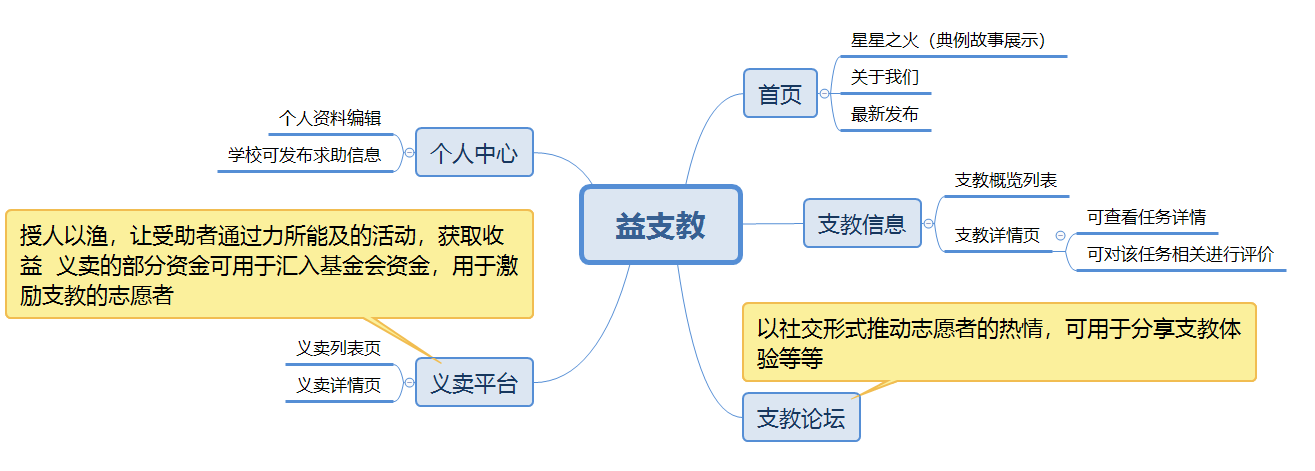 益支教
首页
星星之火（典例故事展示）
关于我们
最新发布
支教信息
支教概览列表
支教详情页
可查看任务详情
可对该任务相关进行评价
以社交形式推动志愿者的热情，可用于分享支教体
验等等
支教论坛
个人资料编辑
学校可发布求助信息
个人中心
授人以渔，让受助者通过力所能及的活动，获取收
益  义卖的部分资金可用于汇入基金会资金，用于激
励支教的志愿者
义卖列表页
义卖详情页
义卖平台